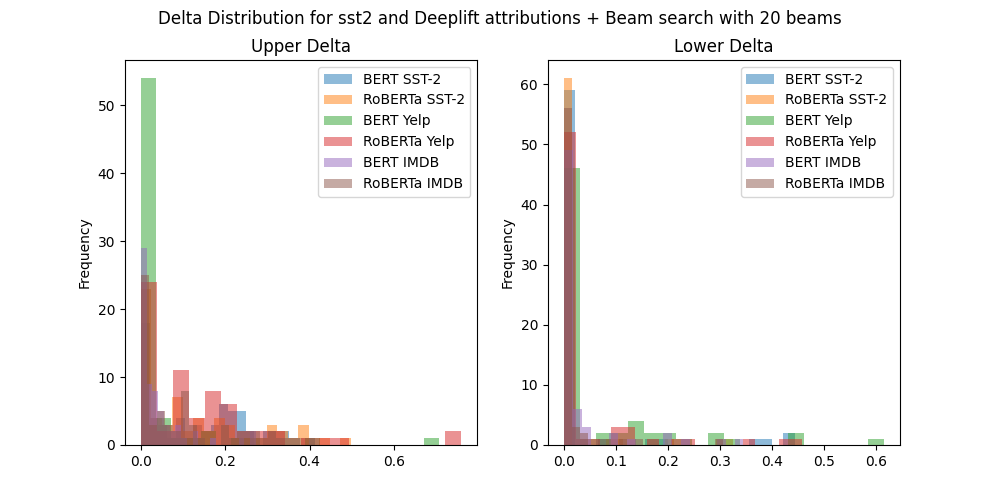 Delta Distribution for sst2 and Deeplift attributions + Beam search with 20 beams
Upper Delta
Frequency
50
40
30
20
10
0
0.0 0.2 0.4 0.6
BERT SST-2
RoBERTa SST-2
BERT Yelp
RoBERTa Yelp
BERT IMDB
RoBERTa IMDB
Lower Delta
Frequency
60
50
40
30
20
10
0
0.0 0.1 0.2 0.3 0.4 0.5 0.6
BERT SST-2
RoBERTa SST-2
BERT Yelp
RoBERTa Yelp
BERT IMDB
RoBERTa IMDB